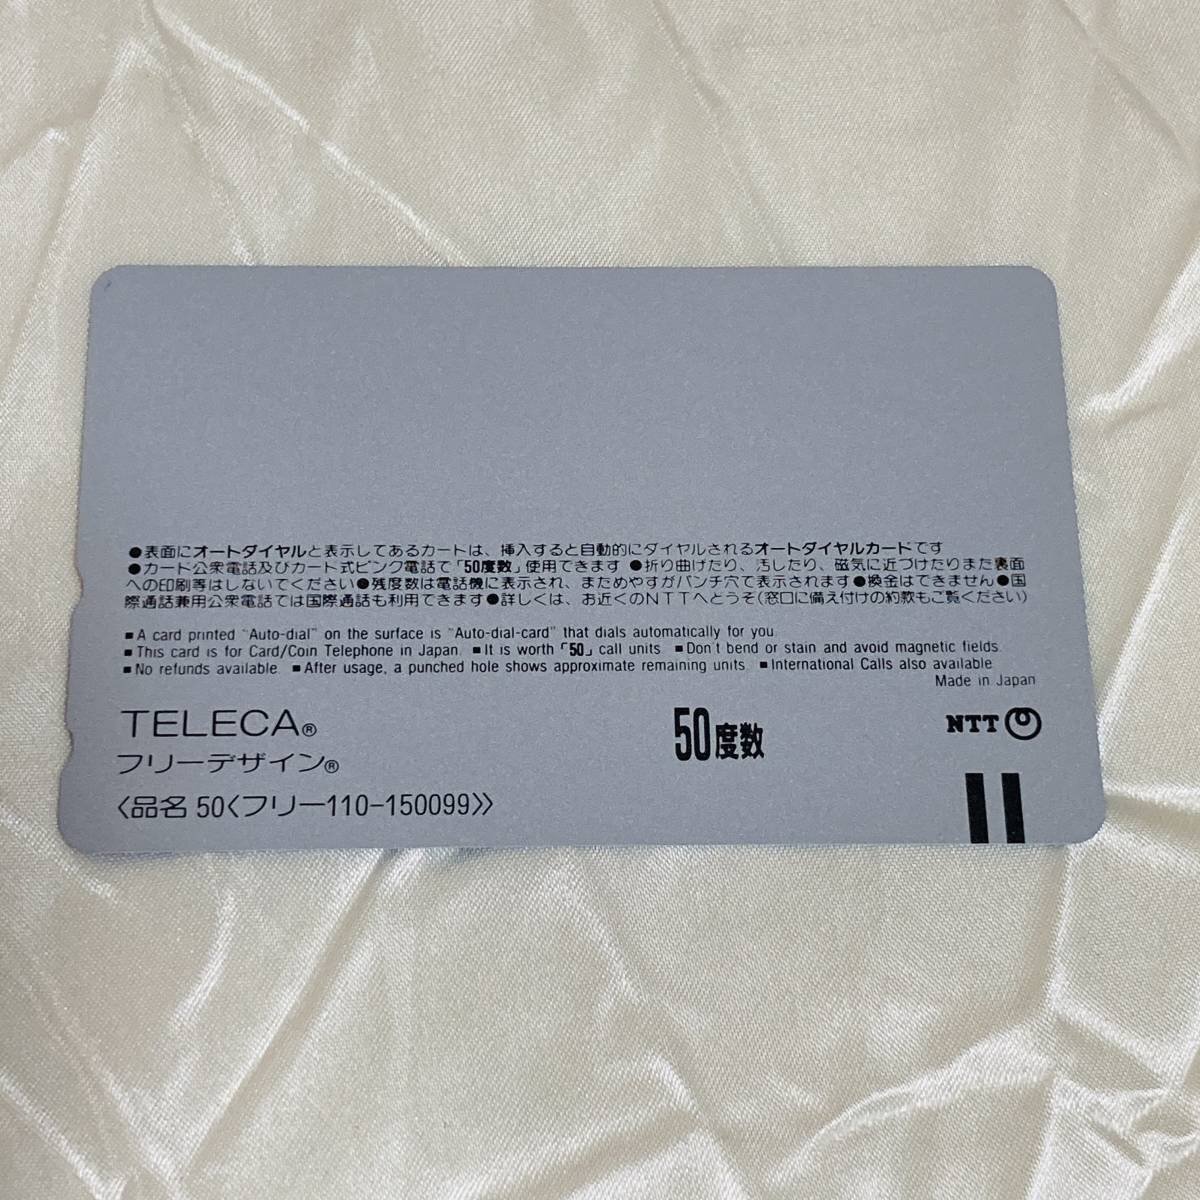 ●表面にオートダイヤルと表示してあるカードは、挿入すると自動的にダイヤルされるオートダイヤルカードです
●カード公衆電話及びカード式ピンク電話で「50度数」使用できます ●折り曲げたり、汚したり、磁気に近づけたりまた裏面
への印刷等はしないでください ●残度数は電話機に表示され、まためやすがパンチ穴で表示されます ●換金はできません ●国
際通話兼用公衆電話では国際通話も利用できます ●詳しくは、お近くのNTTへどうぞ(窓口に備え付けの約款もご覧ください)
■A card printed "Auto-dial" on the surface is "Auto-dial-card" that dials automatically for you.
■This card is for Card/Coin Telephone in Japan. ■It is worth「50」call units. ■Don't bend or stain and avoid magnetic fields.
■No refunds available. ■After usage, a punched hole shows approximate remaining units. ■International Calls also available.
Made in Japan
TELECA®
50度数
NTT
フリーデザイン®
〈品名 50〈フリー110-150099〉〉